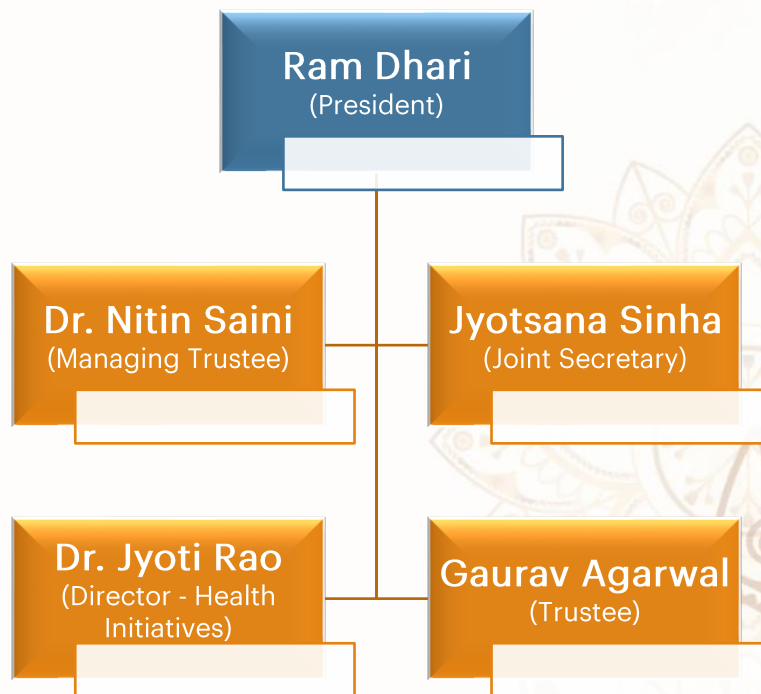 Ram Dhari
(President)
Dr. Nitin Saini
(Managing Trustee)
Jyotsana Sinha
(Joint Secretary)
Dr. Jyoti Rao
(Director - Health
Initiatives)
Gaurav Agarwal
(Trustee)